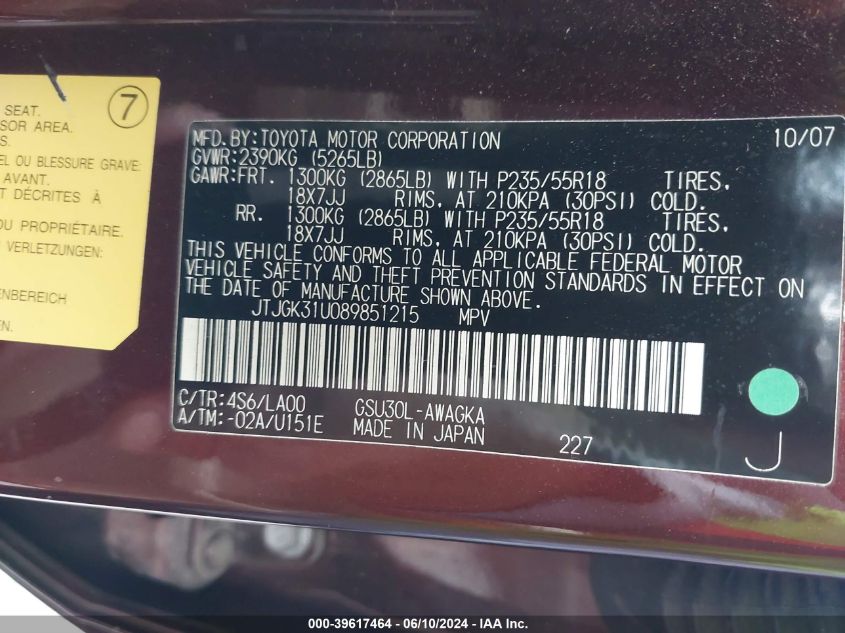 7
SEAT.
SOR AREA.
S.
EL OU BLESSURE GRAVE:
AVANT.
T DÉCRITES À
U PROPRIÉTAIRE.
VERLETZUNGEN:
ENBEREICH
EN.
MFD.BY:TOYOTA MOTOR CORPORATION 10/07
GVWR:2390KG (5265LB)
GAWR:FRT. 1300KG (2865LB) WITH P235/55R18 TIRES.
18X7JJ RIMS. AT 210KPA (30PSI) COLD.
RR. 1300KG (2865LB) WITH P235/55R18 TIRES.
18X7JJ RIMS. AT 210KPA (30PSI) COLD.
THIS VEHICLE CONFORMS TO ALL APPLICABLE FEDERAL MOTOR
VEHICLE SAFETY AND THEFT PREVENTION STANDARDS IN EFFECT ON
THE DATE OF MANUFACTURE SHOWN ABOVE.
JTJGK31U089851215 MPV
C/TR:4S6/LA00 GSU30L-AWAGKA
A/TM:-02A/U151E MADE IN JAPAN
227
J
000-39617464 - 06/10/2024 - IAA Inc.